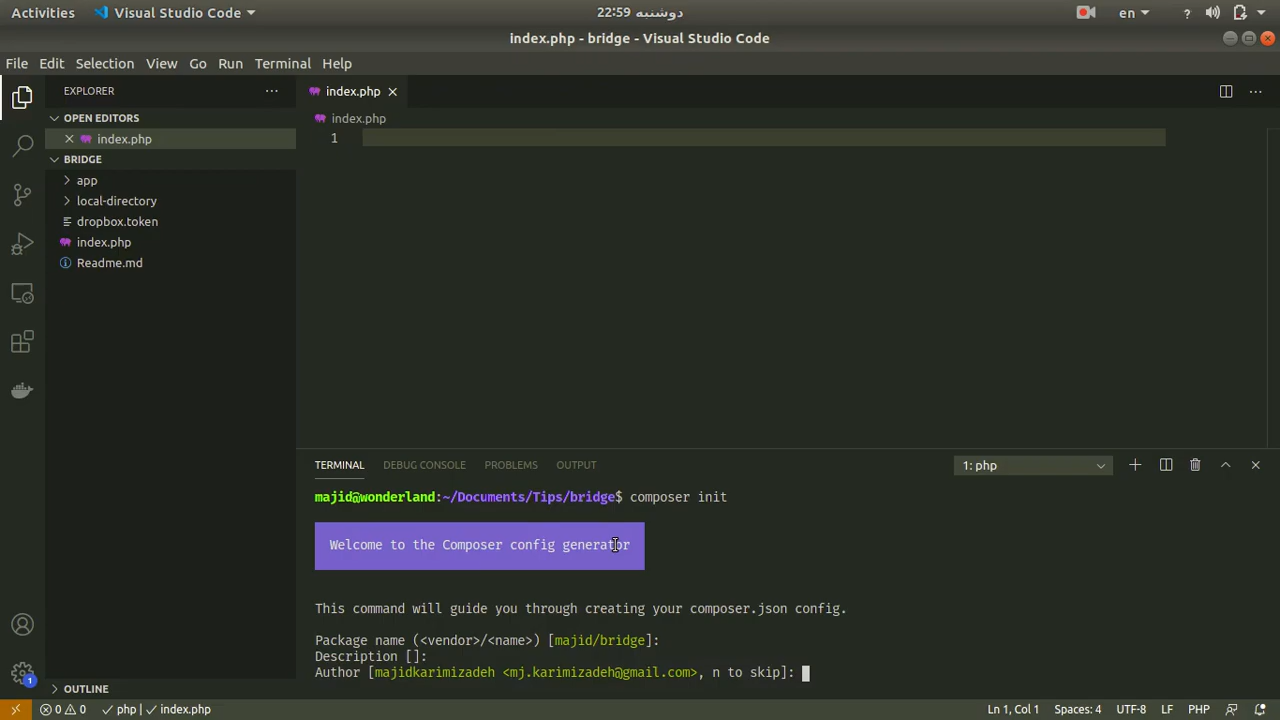 Activities Visual Studio Code دوشنبه 22:59 en ?
index.php - bridge - Visual Studio Code
File Edit Selection View Go Run Terminal Help
EXPLORER
index.php
OPEN EDITORS
index.php
index.php
1
BRIDGE
app
local-directory
dropbox.token
index.php
Readme.md
TERMINAL DEBUG CONSOLE PROBLEMS OUTPUT 1: php
majid@wonderland:~/Documents/Tips/bridge$ composer init
Welcome to the Composer config generator
This command will guide you through creating your composer.json config.
Package name (<vendor>/<name>) [majid/bridge]:
Description []:
Author [majidkarimizadeh <mj.karimizadeh@gmail.com>, n to skip]:
1
OUTLINE
0 0 php index.php Ln 1, Col 1 Spaces: 4 UTF-8 LF PHP